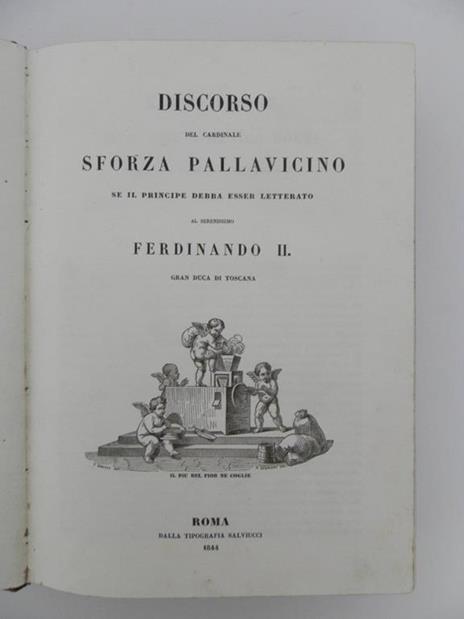 DISCORSO
DEL CARDINALE
SFORZA PALLAVICINO
SE IL PRINCIPE DEBBA ESSER LETTERATO
AL SERENISSIMO
FERDINANDO II.
GRAN DUCA DI TOSCANA
IL PIU BEL FIOR NE COGLIE
ROMA
DALLA TIPOGRAFIA SALVIUCCI
1844